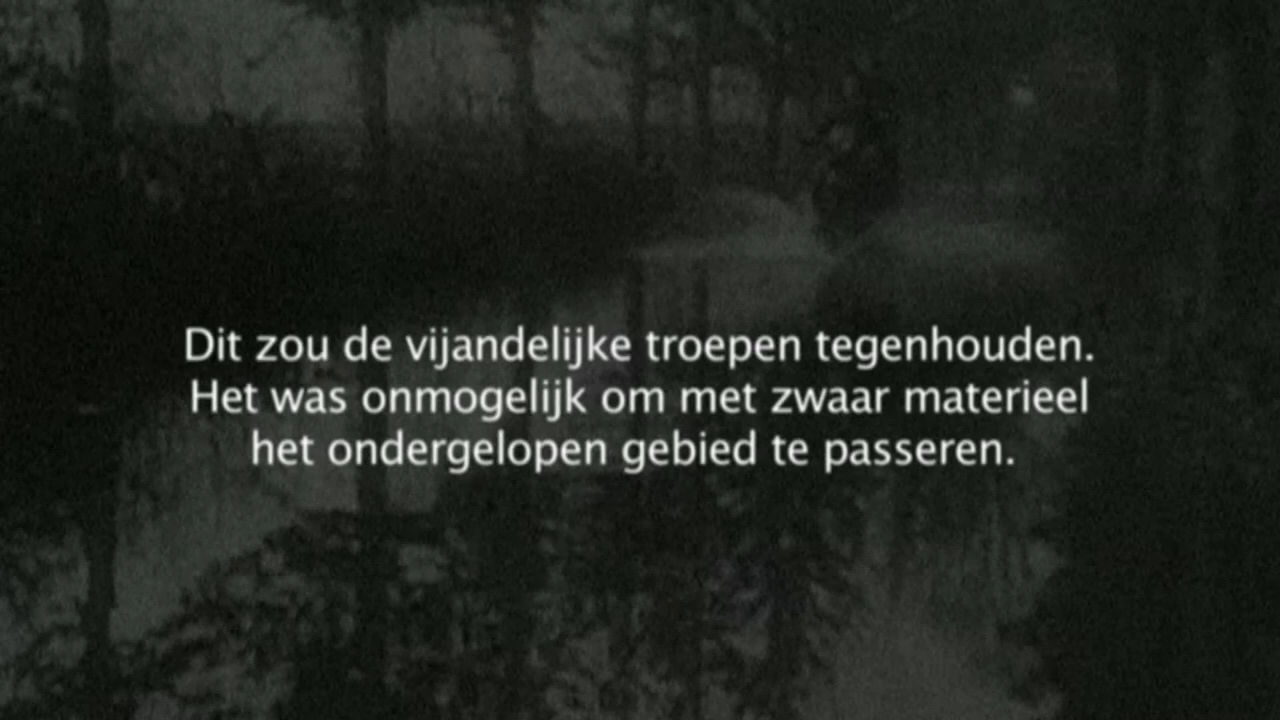 Dit zou de vijandelijke troepen tegenhouden.
Het was onmogelijk om met zwaar materieel
het ondergelopen gebied te passeren.